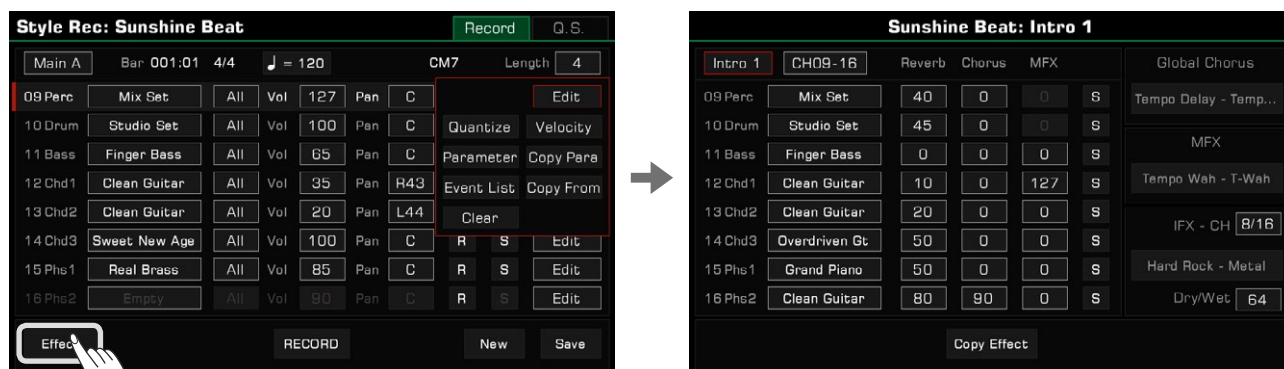 Style Rec: Sunshine Beat Record Q.S.
Main A Bar 001:01 4/4 = 120 CM7 Length 4
09 Perc Mix Set All Vol 127 Pan C Edit
10 Drum Studio Set All Vol 100 Pan C Quantize Velocity
11 Bass Finger Bass All Vol 65 Pan C Parameter Copy Para
12 Chd1 Clean Guitar All Vol 35 Pan R43 Event List Copy From
13 Chd2 Clean Guitar All Vol 20 Pan L44 Clear
14 Chd3 Sweet New Age All Vol 100 Pan C R S Edit
15 Phs1 Real Brass All Vol 85 Pan C R S Edit
16 Phs2 Empty All Vol 90 Pan C R S Edit
Effec RECORD New Save
Sunshine Beat: Intro 1
Intro 1 CH09-16 Reverb Chorus MFX Global Chorus
09 Perc Mix Set 40 0 0 S Tempo Delay - Temp...
10 Drum Studio Set 45 0 0 S
MFX
11 Bass Finger Bass 0 0 0 S
12 Chd1 Clean Guitar 10 0 127 S Tempo Wah - T-Wah
13 Chd2 Clean Guitar 20 0 0 S
IFX - CH 8/16
14 Chd3 Overdriven Gt 50 0 0 S
15 Phs1 Grand Piano 50 0 0 S Hard Rock - Metal
16 Phs2 Clean Guitar 80 90 0 S Dry/Wet 64
Copy Effect